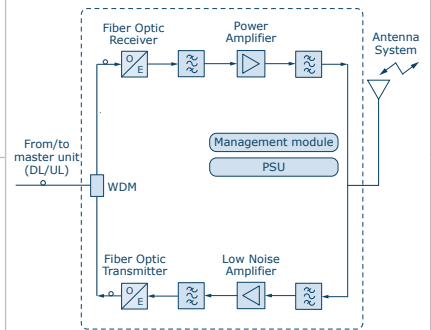 Fiber Optic
Receiver
Power
Amplifier
Antenna
System
O
E
Management module
PSU
From/to
master unit
(DL/UL)
WDM
Fiber Optic
Transmitter
Low Noise
Amplifier
O
E